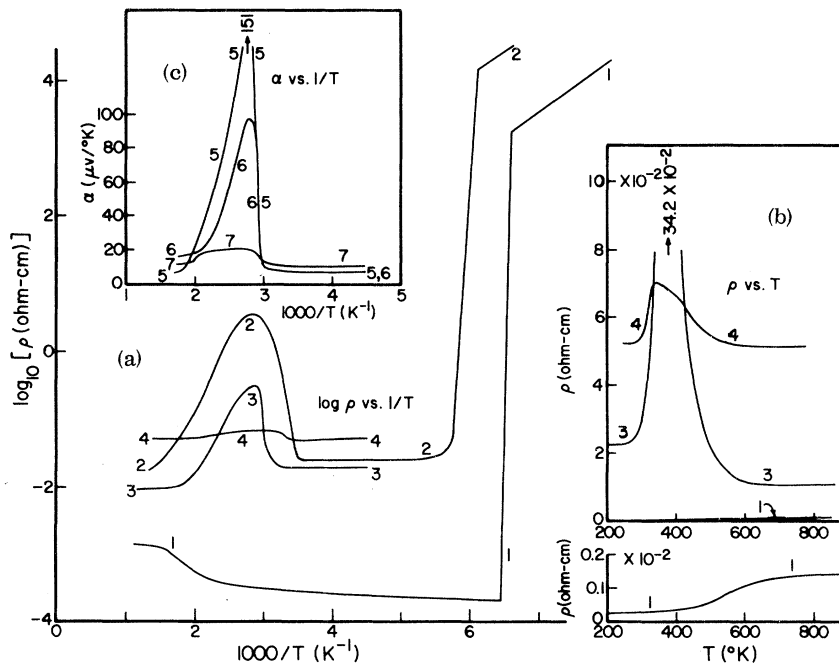 (c)
151
5 5
α vs. 1/T
α (μv/°K)
100
80
60
40
20
0
5
6
6 5
7
6
7
5
7
5,6
1 2 3 4 5
1000/T (K⁻¹)
2
1
4
2
0
-2
-4
log₁₀ [ρ (ohm-cm)]
(a)
log ρ vs. 1/T
2
3
4
4
4
2
3
3
2
1
1
0 2 4 6
1000/T (K⁻¹)
10 X10⁻²
34.2 X 10⁻²
(b)
ρ vs. T
ρ (ohm-cm)
8
6
4
2
0
4
4
3
3
1
200 400 600 800
ρ(ohm-cm)
0.2 X 10⁻²
0.1
0
1
1
200 400 600 800
T (°K)